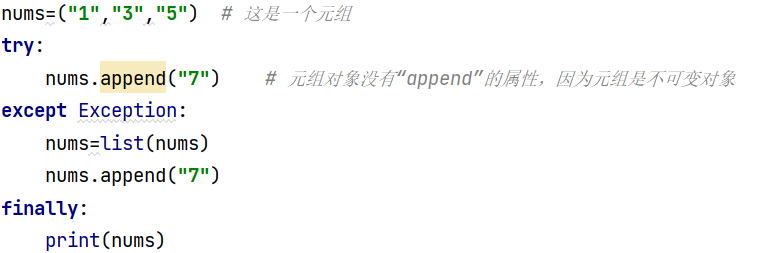 nums=("1","3","5")  # 这是一个元组
try:
    nums.append("7")    # 元组对象没有“append”的属性，因为元组是不可变对象
except Exception:
    nums=list(nums)
    nums.append("7")
finally:
    print(nums)